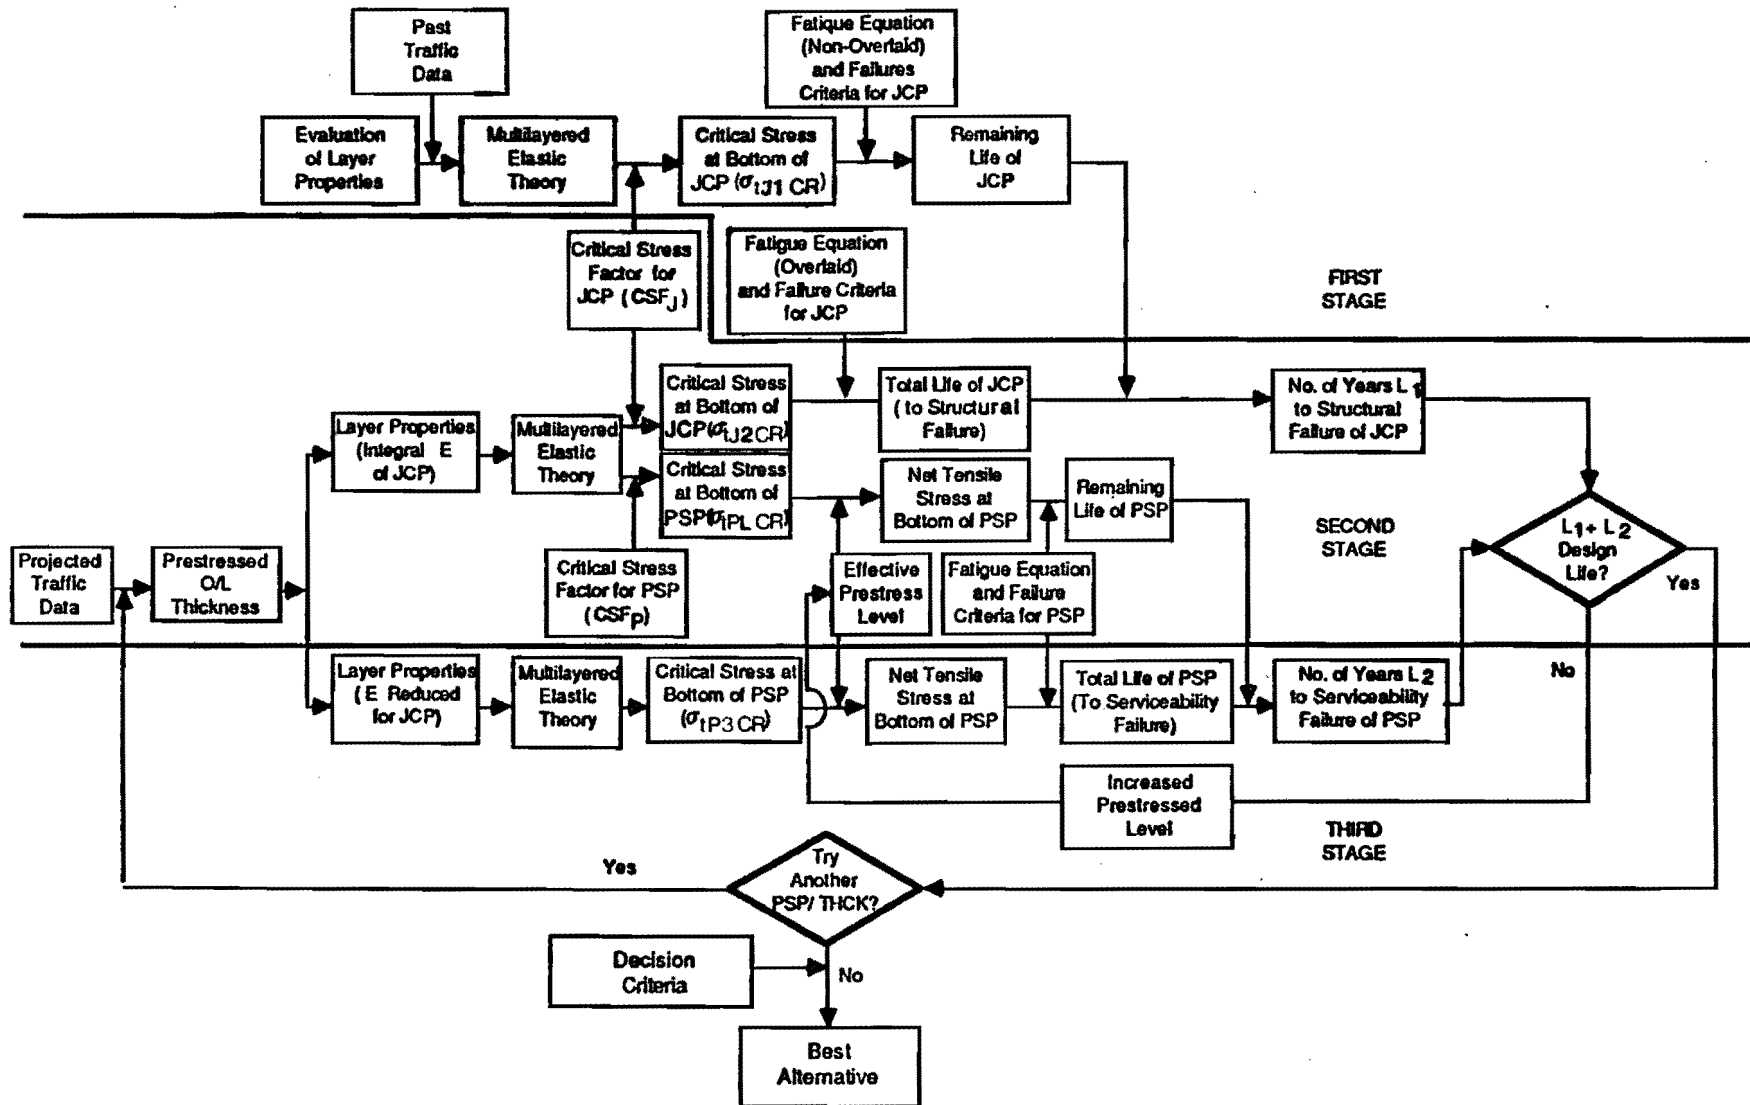 Past
Traffic
Data
Fatique Equation
(Non-Overlaid)
and Failures
Criteria for JCP
Evaluation
of Layer
Properties
Multilayered
Elastic
Theory
Critical Stress
at Bottom of
JCP (σtJ1 CR)
Remaining
Life of
JCP
Critical Stress
Factor for
JCP (CSFJ)
Fatigue Equation
(Overlaid)
and Failure Criteria
for JCP
FIRST
STAGE
Layer Properties
(Integral E
of JCP)
Multilayered
Elastic
Theory
Critical Stress
at Bottom of
JCP(σtJ2 CR)
Total Life of JCP
( to Structural
Failure)
No. of Years L1
to Structural
Failure of JCP
Critical Stress
at Bottom of
PSP(σtPL CR)
Net Tensile
Stress at
Bottom of PSP
Remaining
Life of PSP
SECOND
STAGE
L1+ L2
Design
Life?
Yes
No
Projected
Traffic
Data
Prestressed
O/L
Thickness
Critical Stress
Factor for PSP
(CSFP)
Effective
Prestress
Level
Fatigue Equation
and Failure
Criteria for PSP
Layer Properties
( E Reduced
for JCP)
Multilayered
Elastic
Theory
Critical Stress at
Bottom of PSP
(σtP3 CR)
Net Tensile
Stress at
Bottom of PSP
Total Life of PSP
(To Serviceability
Failure)
No. of Years L2
to Serviceability
Failure of PSP
Increased
Prestressed
Level
THIRD
STAGE
Yes
Try
Another
PSP/ THCK?
Decision
Criteria
No
Best
Alternative